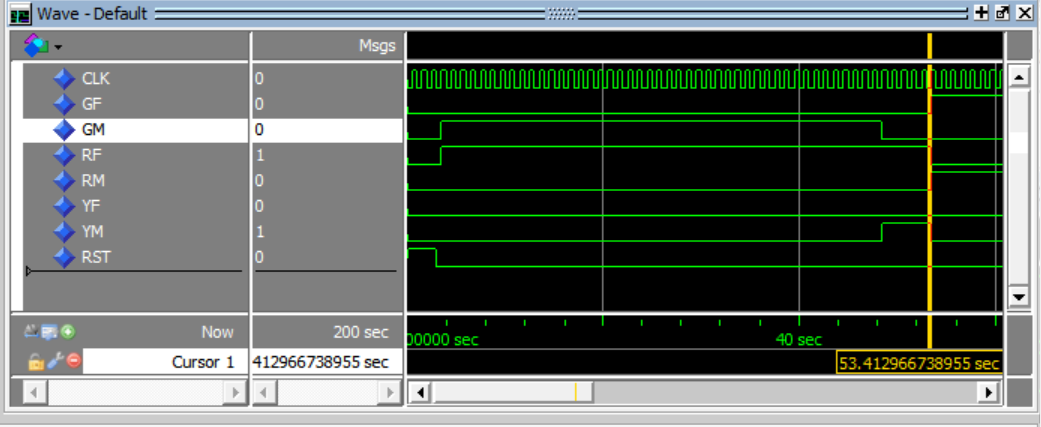 Wave - Default
Msgs
CLK 0
GF 0
GM 0
RF 1
RM 0
YF 0
YM 1
RST 0
Now 200 sec 00000 sec 40 sec
Cursor 1 412966738955 sec 53.412966738955 sec